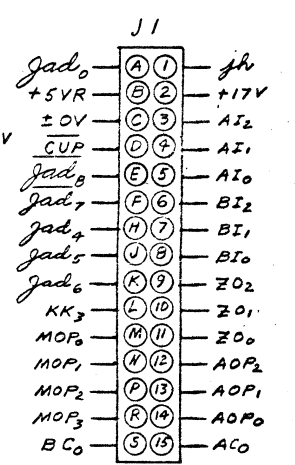 J1
Jad₀ A 1 jh
+5VR B 2 +17V
±0V C 3 AI₂
V
CUP D 4 AI₁
Jad₈ E 5 AI₀
Jad₇ F 6 BI₂
Jad₄ H 7 BI₁
Jad₅ J 8 BI₀
Jad₆ K 9 ZO₂
KK₃ L 10 ZO₁
MOP₀ M 11 ZO₀
MOP₁ N 12 AOP₂
MOP₂ P 13 AOP₁
MOP₃ R 14 AOP₀
BC₀ S 15 AC₀